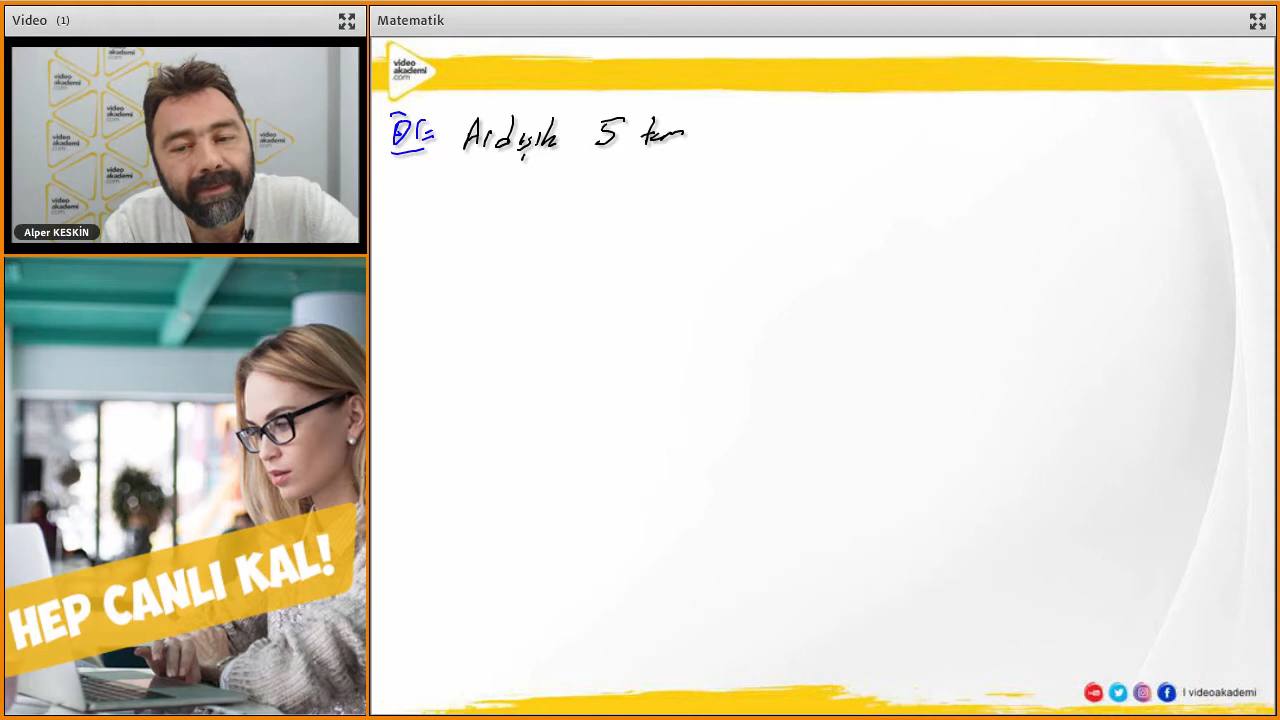 Video (1)
Matematik
video
akademi
.com
Ör=
Ardışık 5 tam
Alper KESKİN
HEP CANLI KAL!
| videoakademi